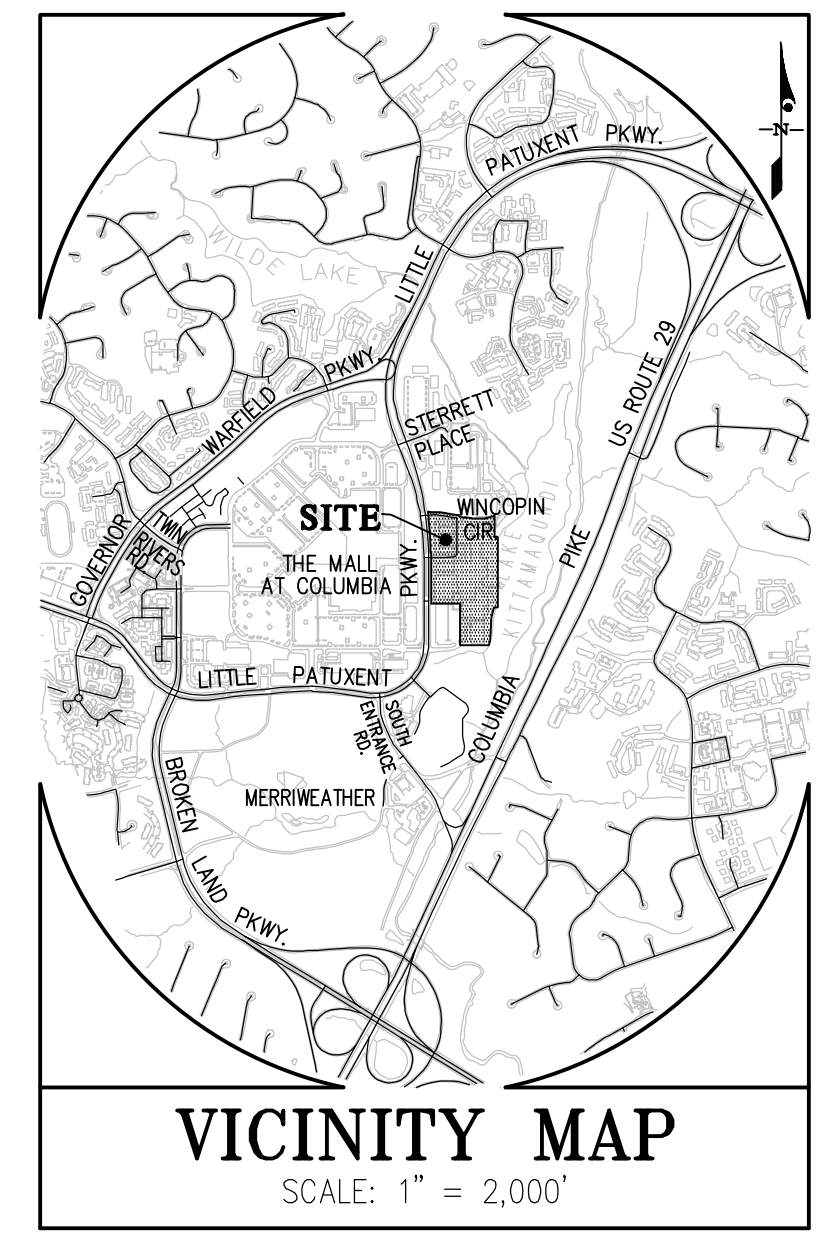 PATUXENT PKWY.
N
WILDE LAKE
LITTLE
US ROUTE 29
WARFIELD PKWY.
STERRETT
PLACE
SITE
WINCOPIN
CIR.
TWIN
RIVERS
RD.
GOVERNOR
THE MALL
AT COLUMBIA
PKWY.
LAKE
KITTAMAQUNDI
PIKE
LITTLE PATUXENT
COLUMBIA
SOUTH
ENTRANCE
RD.
BROKEN
MERRIWEATHER
LAND PKWY.
VICINITY MAP
SCALE: 1" = 2,000'